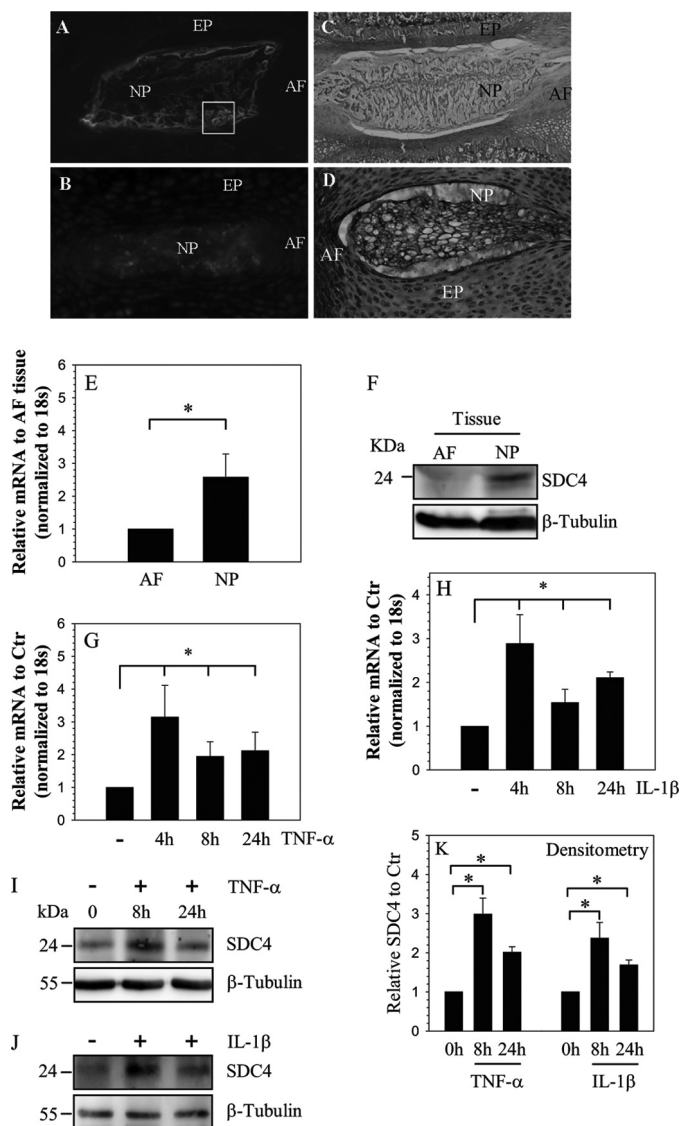 A
EP
NP
AF
C
EP
NP
AF
B
EP
NP
AF
D
NP
AF
EP
E
Relative mRNA to AF tissue
(normalized to 18s)
6
5
4
3
2
1
0
*
AF NP
F
Tissue
KDa AF NP
24 SDC4
β-Tubulin
G
Relative mRNA to Ctr
(normalized to 18s)
6
5
4
3
2
1
0
*
- 4h 8h 24h TNF-α
H
Relative mRNA to Ctr
(normalized to 18s)
4
3
2
1
0
*
- 4h 8h 24h IL-1β
I - + + TNF-α
kDa 0 8h 24h
24 SDC4
55 β-Tubulin
J - + + IL-1β
24 SDC4
55 β-Tubulin
K Densitometry
Relative SDC4 to Ctr
5
4
3
2
1
0
* *
* *
0h 8h 24h 0h 8h 24h
TNF-α IL-1β